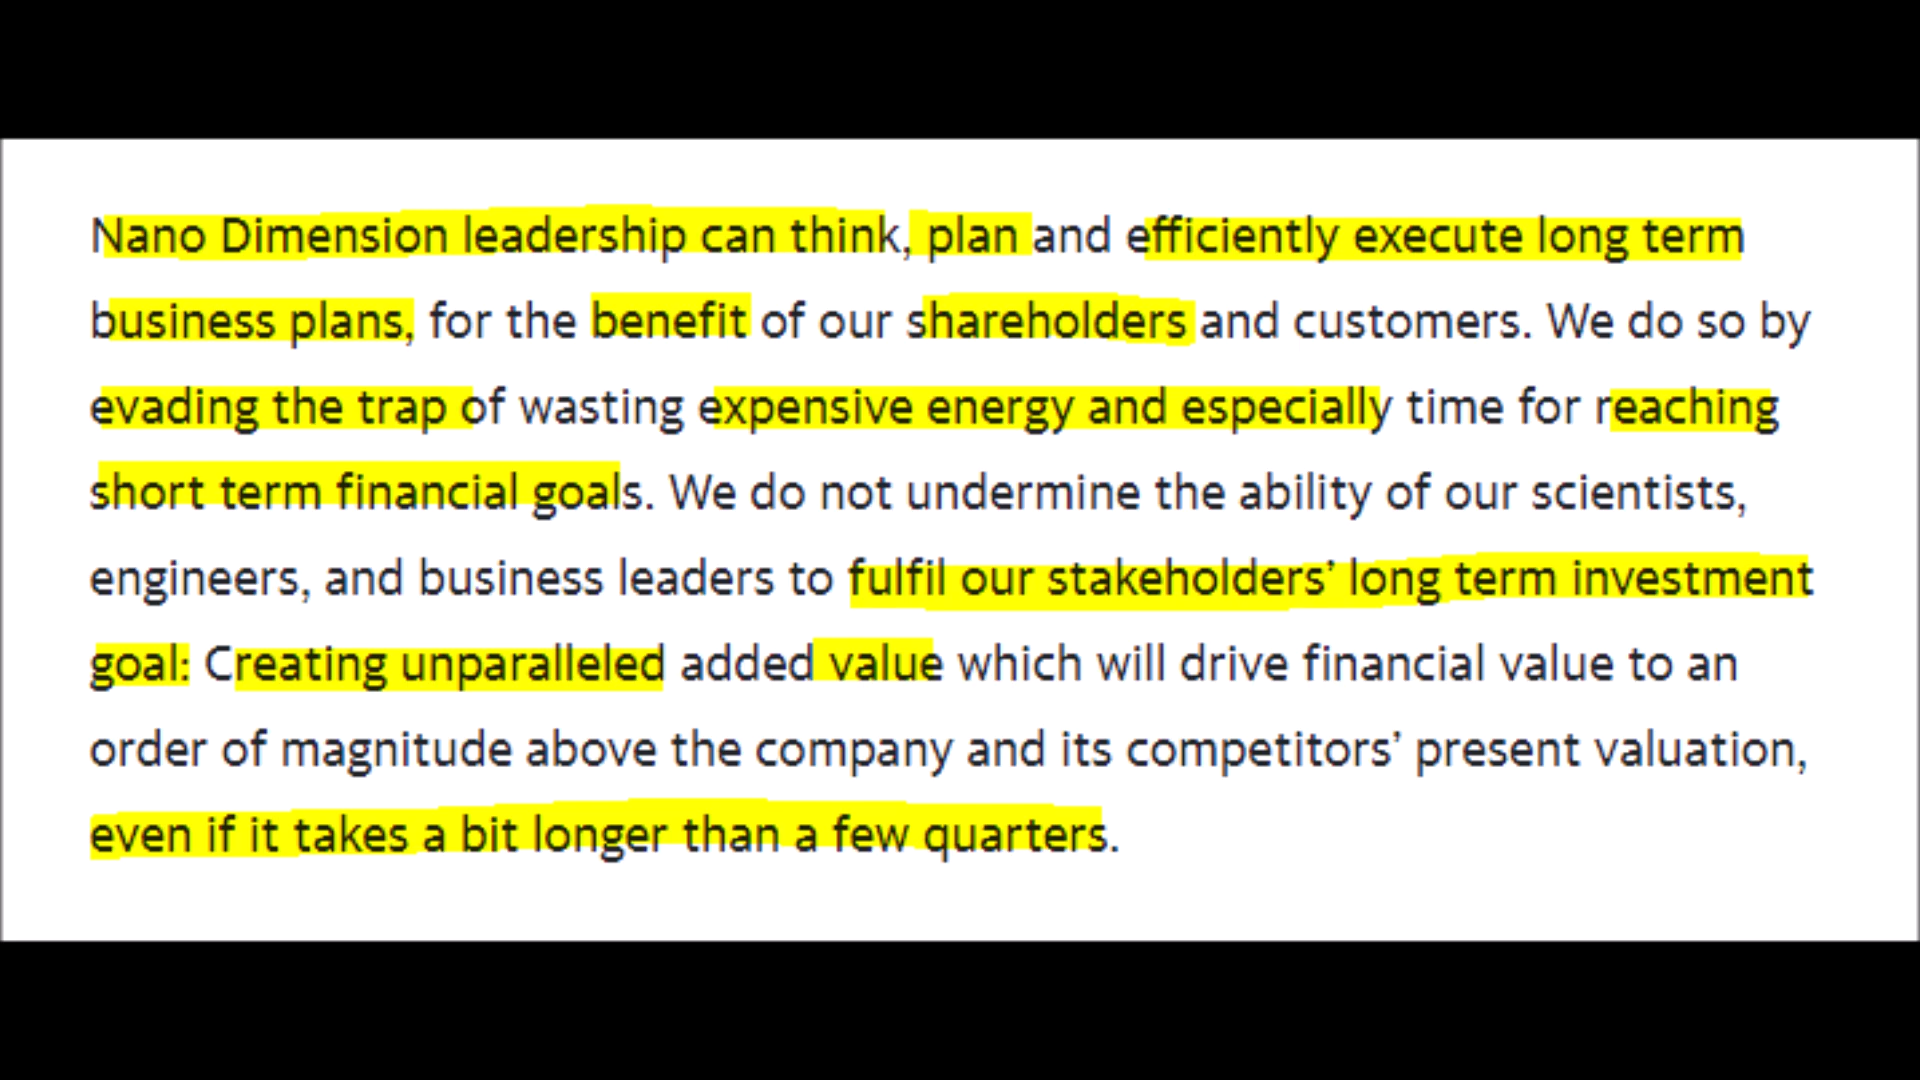 Nano Dimension leadership can think, plan and efficiently execute long term
business plans, for the benefit of our shareholders and customers. We do so by
evading the trap of wasting expensive energy and especially time for reaching
short term financial goals. We do not undermine the ability of our scientists,
engineers, and business leaders to fulfil our stakeholders’ long term investment
goal: Creating unparalleled added value which will drive financial value to an
order of magnitude above the company and its competitors’ present valuation,
even if it takes a bit longer than a few quarters.